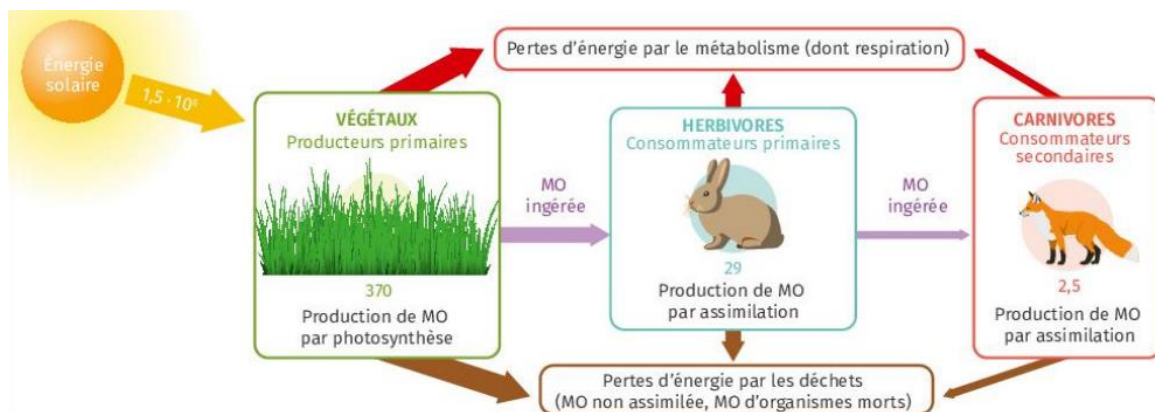 Énergie
solaire
1,5 · 10⁶
Pertes d'énergie par le métabolisme (dont respiration)
VÉGÉTAUX
Producteurs primaires
370
Production de MO
par photosynthèse
MO
ingérée
HERBIVORES
Consommateurs primaires
29
Production de MO
par assimilation
MO
ingérée
CARNIVORES
Consommateurs
secondaires
2,5
Production de MO
par assimilation
Pertes d'énergie par les déchets
(MO non assimilée, MO d'organismes morts)